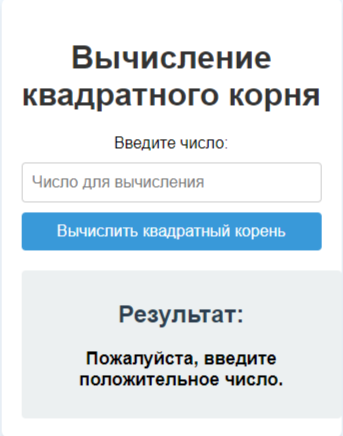 Вычисление
квадратного корня
Введите число:
Число для вычисления
Вычислить квадратный корень
Результат:
Пожалуйста, введите
положительное число.